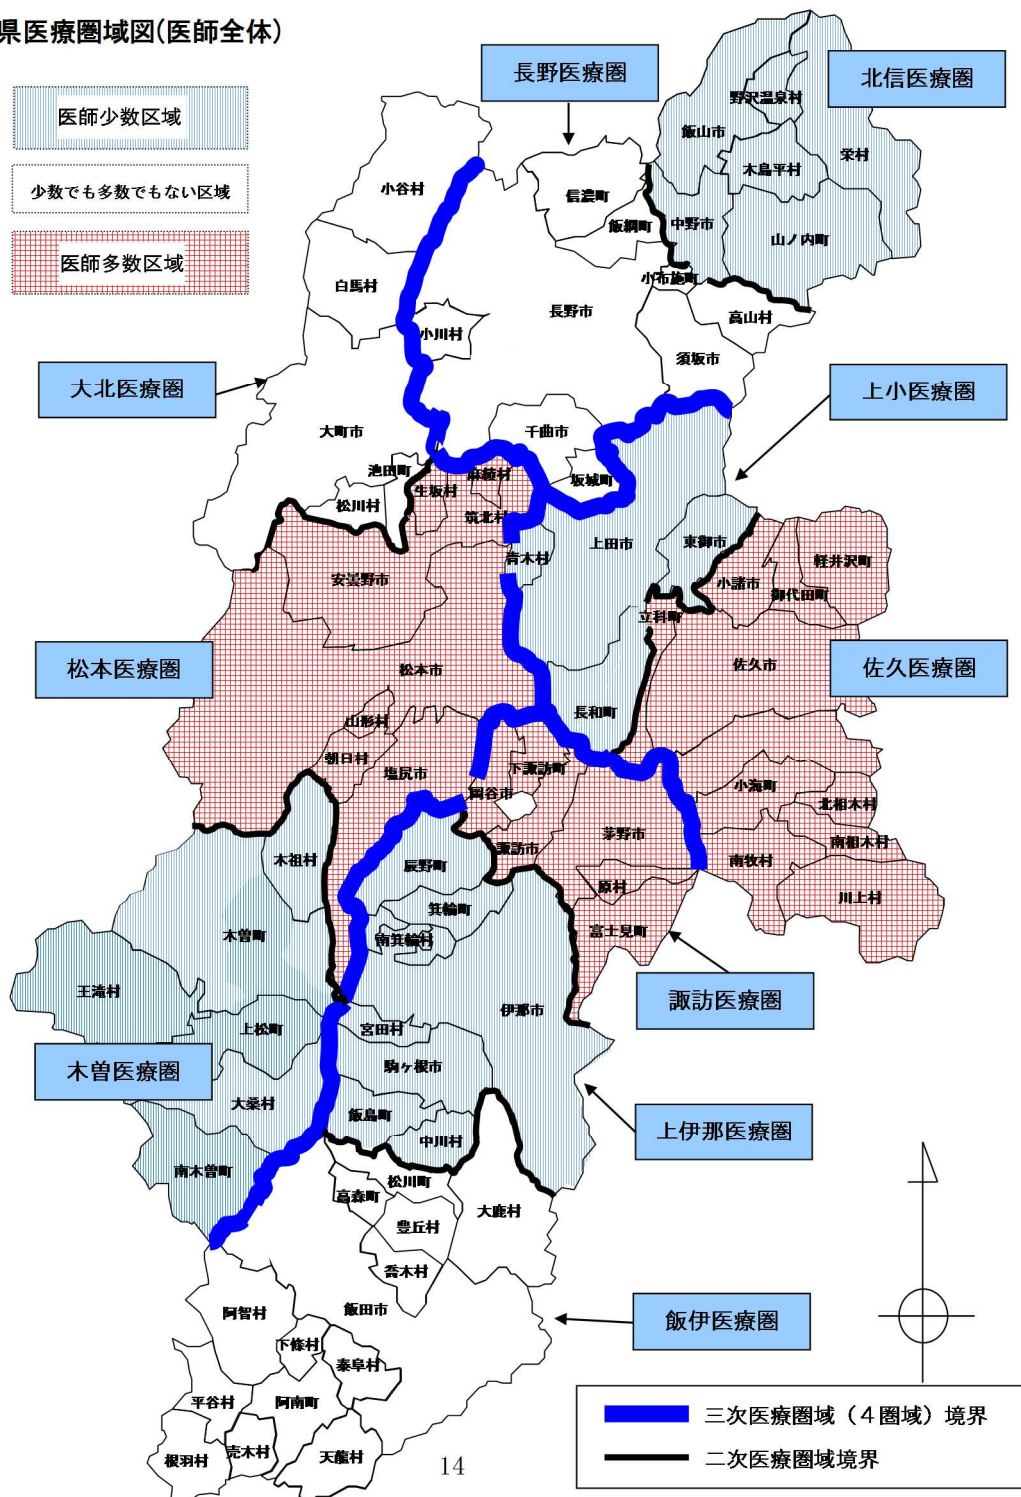 県医療圏域図(医師全体)
医師少数区域
少数でも多数でもない区域
医師多数区域
長野医療圏
北信医療圏
大北医療圏
上小医療圏
松本医療圏
佐久医療圏
諏訪医療圏
木曽医療圏
上伊那医療圏
飯伊医療圏
野沢温泉村
飯山市
栄村
木島平村
中野市
山ノ内町
小谷村
信濃町
飯綱町
白馬村
小布施町
長野市
高山村
小川村
須坂市
大町市
千曲市
池田町
麻績村
坂城町
生坂村
松川村
筑北村
上田市
東御市
青木村
安曇野市
小諸市
軽井沢町
御代田町
立科町
松本市
佐久市
山形村
長和町
朝日村
塩尻市
下諏訪町
岡谷市
小海町
北相木村
茅野市
南相木村
諏訪市
南牧村
木祖村
辰野町
原村
川上村
箕輪町
富士見町
木曽町
南箕輪村
王滝村
伊那市
上松町
宮田村
駒ヶ根市
大桑村
飯島町
中川村
南木曽町
松川町
高森町
大鹿村
豊丘村
喬木村
阿智村
飯田市
下條村
泰阜村
平谷村
阿南町
売木村
根羽村
天龍村
三次医療圏域（４圏域）境界
二次医療圏域境界
14